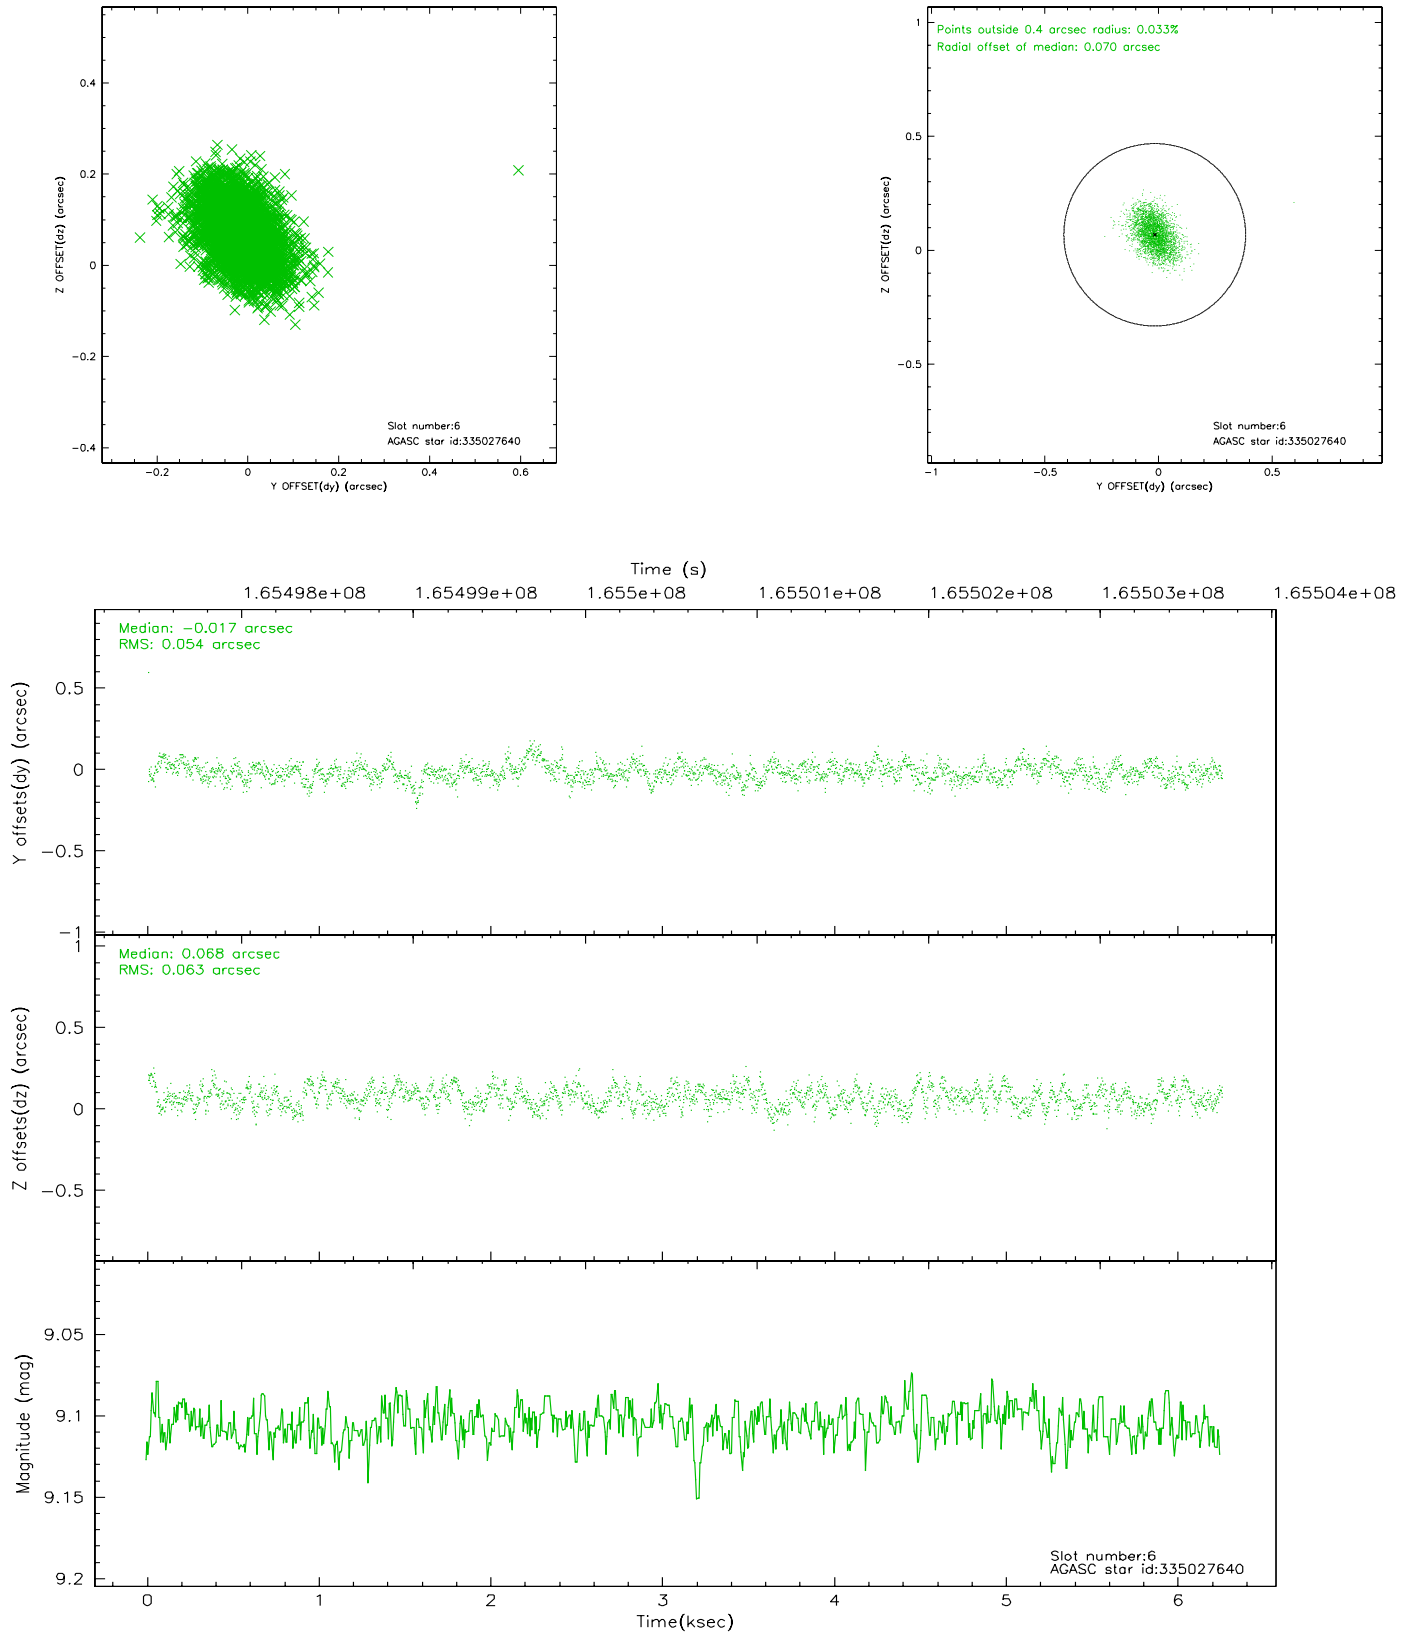 0.4
0.2
0
−0.2
−0.4
Z OFFSET(dz) (arcsec)
Slot number:6
AGASC star id:335027640
−0.2 0 0.2 0.4 0.6
Y OFFSET(dy) (arcsec)
Points outside 0.4 arcsec radius: 0.033%
Radial offset of median: 0.070 arcsec
1
0.5
0
−0.5
Z OFFSET(dz) (arcsec)
Slot number:6
AGASC star id:335027640
−1 −0.5 0 0.5
Y OFFSET(dy) (arcsec)
Time (s)
1.65498e+08 1.65499e+08 1.655e+08 1.65501e+08 1.65502e+08 1.65503e+08 1.65504e+08
Median: −0.017 arcsec
RMS: 0.054 arcsec
0.5
0
−0.5
−1
Y offsets(dy) (arcsec)
Median: 0.068 arcsec
RMS: 0.063 arcsec
1
0.5
0
−0.5
Z offsets(dz) (arcsec)
9.05
9.1
9.15
9.2
Magnitude (mag)
Slot number:6
AGASC star id:335027640
0 1 2 3 4 5 6
Time(ksec)